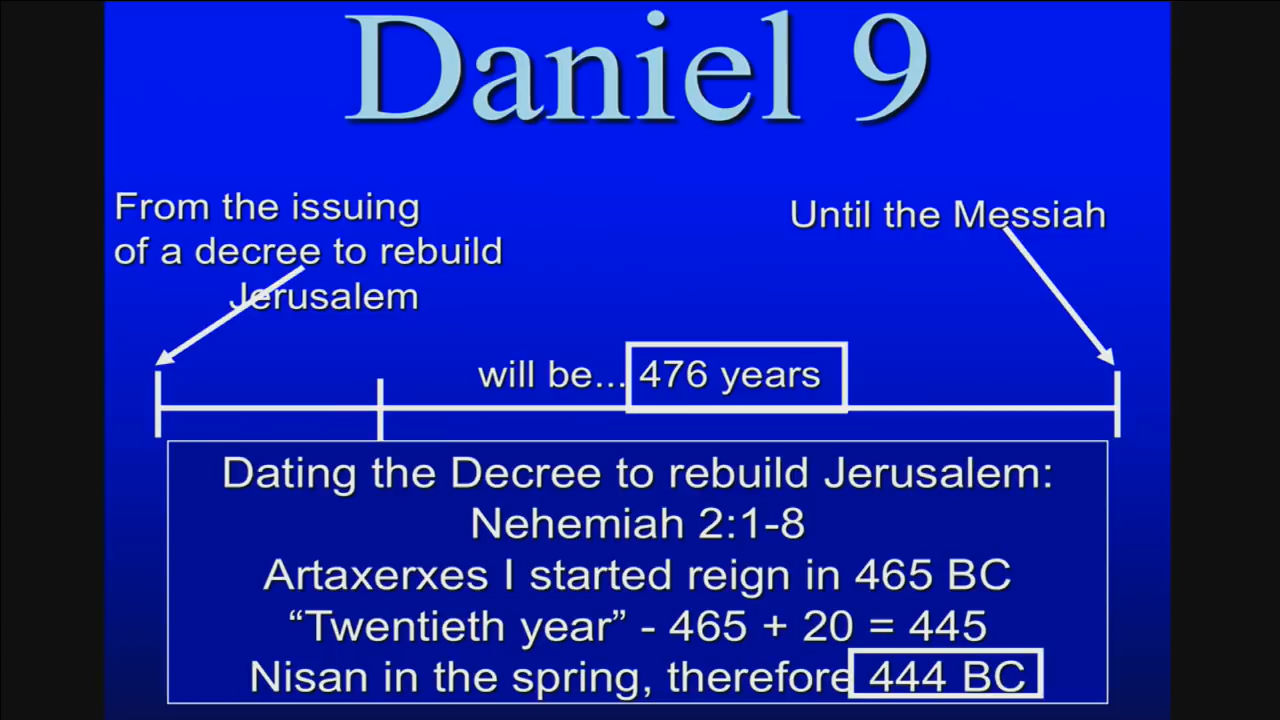 Daniel 9
From the issuing
of a decree to rebuild
Jerusalem
Until the Messiah
will be... 476 years
Dating the Decree to rebuild Jerusalem:
Nehemiah 2:1-8
Artaxerxes I started reign in 465 BC
“Twentieth year” - 465 + 20 = 445
Nisan in the spring, therefore 444 BC